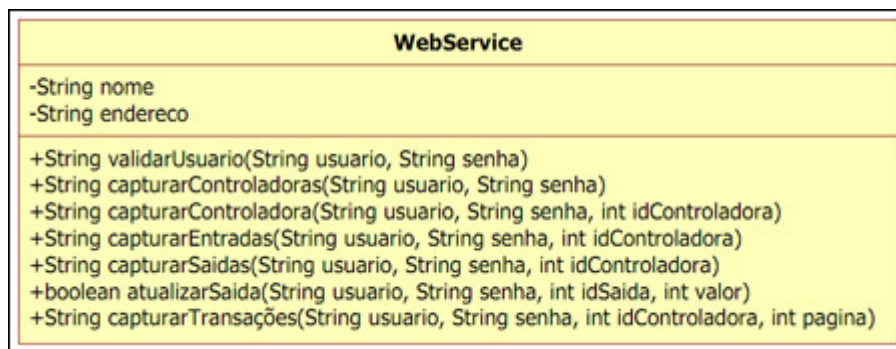 WebService
-String nome
-String endereco
+String validarUsuario(String usuario, String senha)
+String capturarControladoras(String usuario, String senha)
+String capturarControladora(String usuario, String senha, int idControladora)
+String capturarEntradas(String usuario, String senha, int idControladora)
+String capturarSaidas(String usuario, String senha, int idControladora)
+boolean atualizarSaida(String usuario, String senha, int idSaida, int valor)
+String capturarTransações(String usuario, String senha, int idControladora, int pagina)